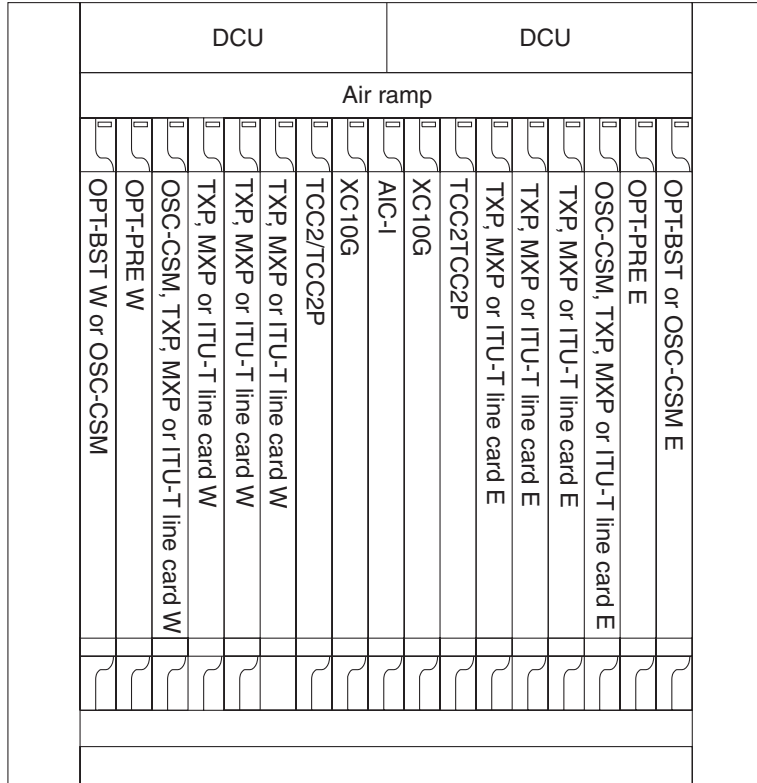 DCU
DCU
Air ramp
OPT-BST W or OSC-CSM
OPT-PRE W
OSC-CSM, TXP, MXP or ITU-T line card W
TXP, MXP or ITU-T line card W
TXP, MXP or ITU-T line card W
TXP, MXP or ITU-T line card W
TCC2/TCC2P
XC10G
AIC-I
XC10G
TCC2TCC2P
TXP, MXP or ITU-T line card E
TXP, MXP or ITU-T line card E
TXP, MXP or ITU-T line card E
OSC-CSM, TXP, MXP or ITU-T line card E
OPT-PRE E
OPT-BST or OSC-CSM E